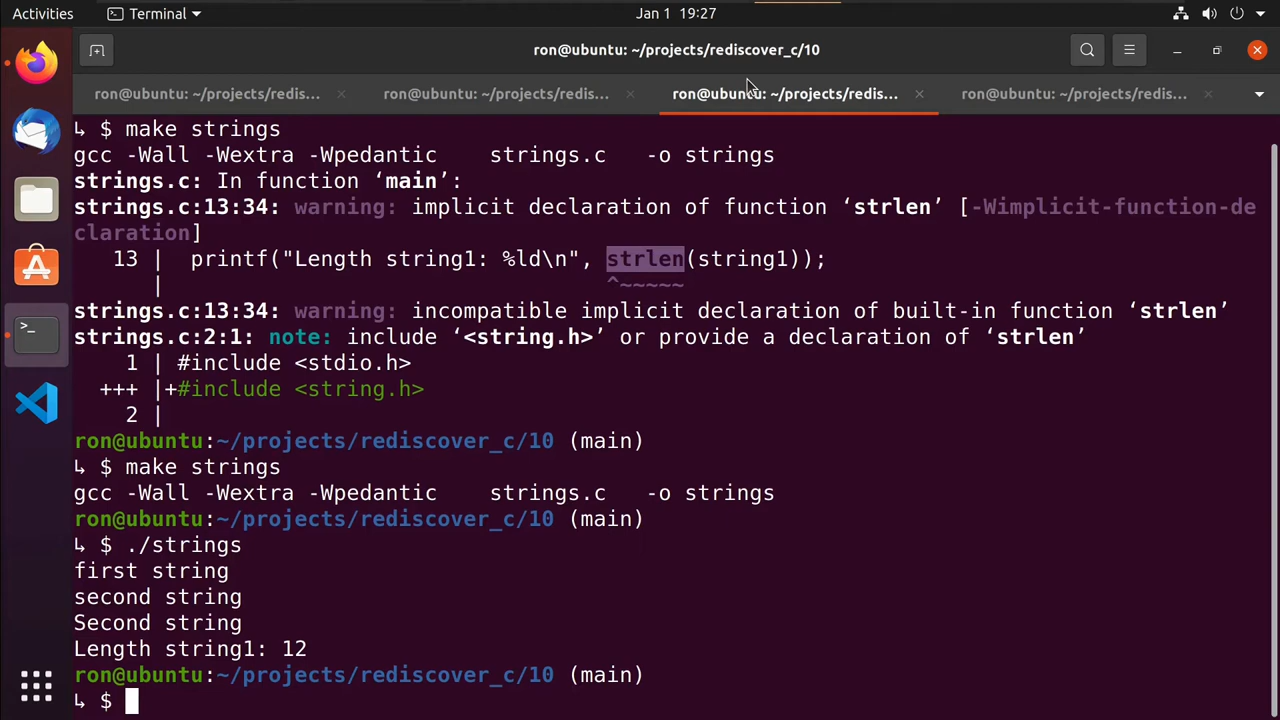 Activities
Terminal
Jan 1 19:27
ron@ubuntu: ~/projects/rediscover_c/10
ron@ubuntu: ~/projects/redis...
ron@ubuntu: ~/projects/redis...
ron@ubuntu: ~/projects/redis...
ron@ubuntu: ~/projects/redis...
↳ $ make strings
gcc -Wall -Wextra -Wpedantic    strings.c   -o strings
strings.c: In function ‘main’:
strings.c:13:34: warning: implicit declaration of function ‘strlen’ [-Wimplicit-function-de
claration]
   13 |  printf("Length string1: %ld\n", strlen(string1));
      |                                  ^~~~~~
strings.c:13:34: warning: incompatible implicit declaration of built-in function ‘strlen’
strings.c:2:1: note: include ‘<string.h>’ or provide a declaration of ‘strlen’
    1 | #include <stdio.h>
  +++ |+#include <string.h>
    2 |
ron@ubuntu:~/projects/rediscover_c/10 (main)
↳ $ make strings
gcc -Wall -Wextra -Wpedantic    strings.c   -o strings
ron@ubuntu:~/projects/rediscover_c/10 (main)
↳ $ ./strings
first string
second string
Second string
Length string1: 12
ron@ubuntu:~/projects/rediscover_c/10 (main)
↳ $